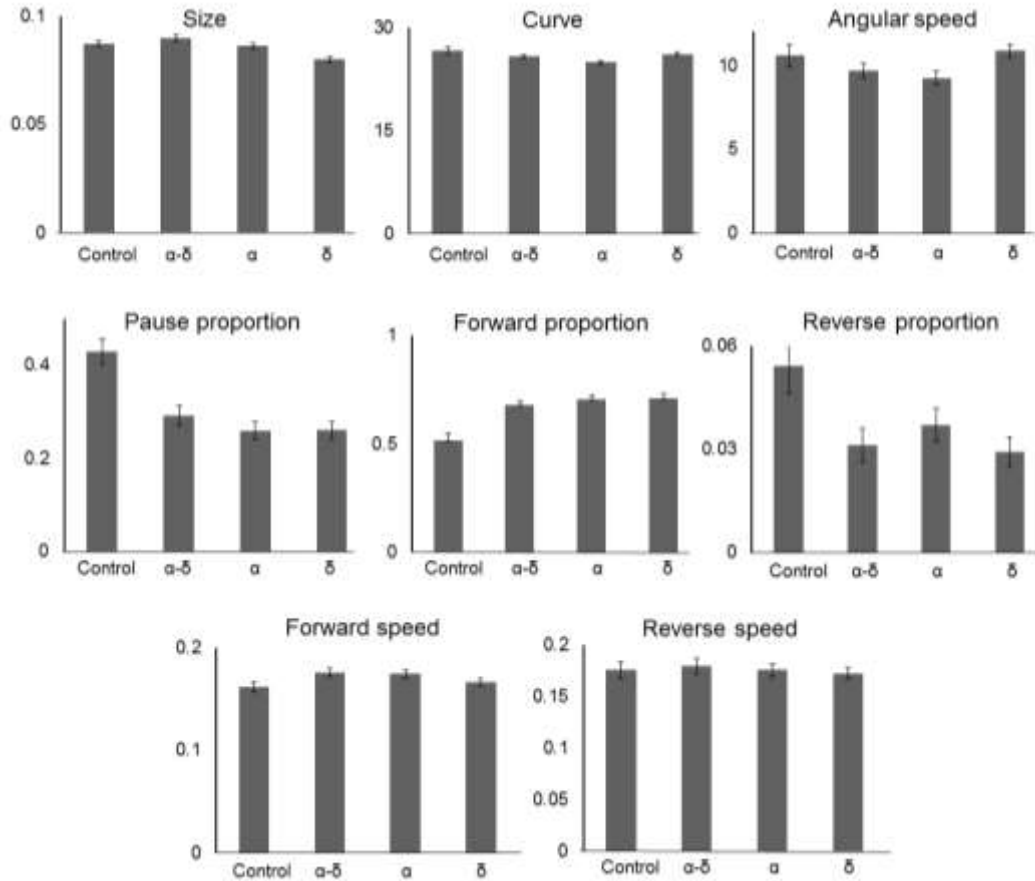 Size
0.1
0.05
0
Control α-δ α δ
Curve
30
15
0
Control α-δ α δ
Angular speed
10
5
0
Control α-δ α δ
Pause proportion
0.4
0.2
0
Control α-δ α δ
Forward proportion
1
0.5
0
Control α-δ α δ
Reverse proportion
0.06
0.03
0
Control α-δ α δ
Forward speed
0.2
0.1
0
Control α-δ α δ
Reverse speed
0.2
0.15
0.1
0.05
0
Control α-δ α δ